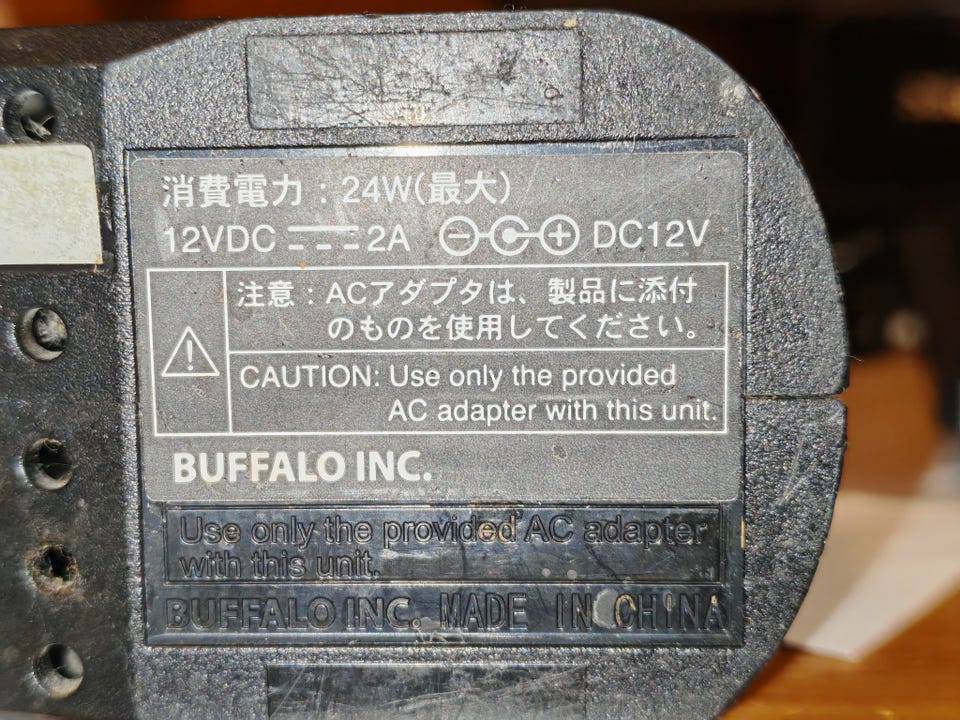 消費電力：24W(最大)
12VDC 2A DC12V
注意：ACアダプタは、製品に添付
のものを使用してください。
CAUTION: Use only the provided
AC adapter with this unit.
BUFFALO INC.
Use only the provided AC adapter
with this unit.
BUFFALO INC. MADE IN CHINA